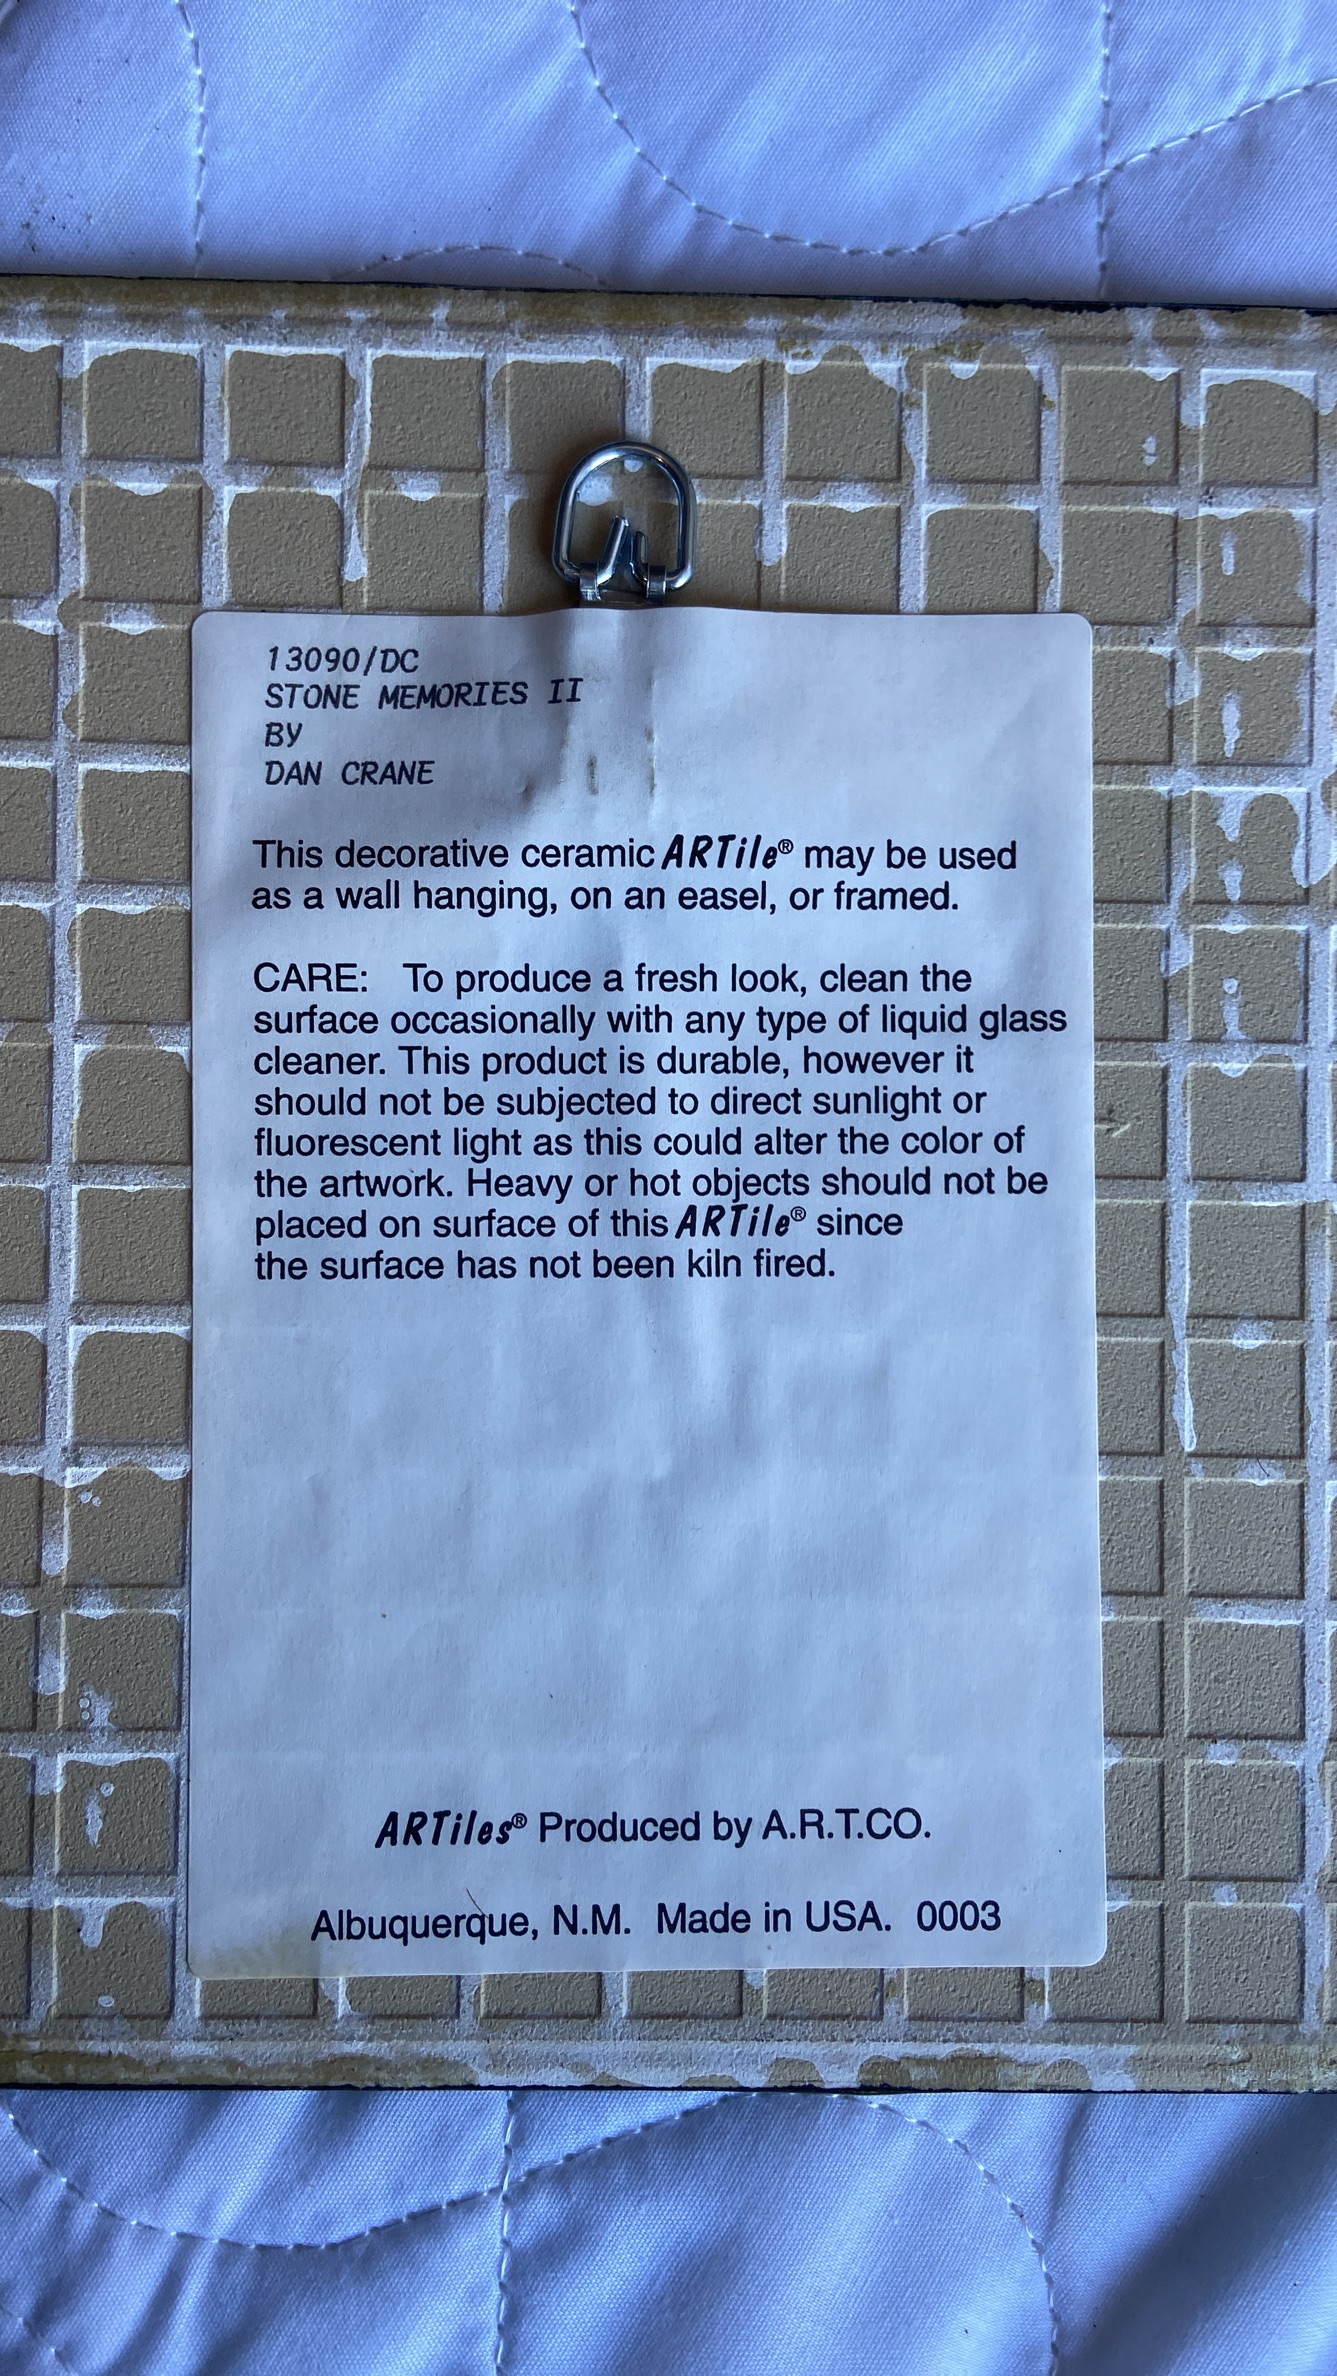 13090/DC
STONE MEMORIES II
BY
DAN CRANE
This decorative ceramic ARTile® may be used
as a wall hanging, on an easel, or framed.
CARE: To produce a fresh look, clean the
surface occasionally with any type of liquid glass
cleaner. This product is durable, however it
should not be subjected to direct sunlight or
fluorescent light as this could alter the color of
the artwork. Heavy or hot objects should not be
placed on surface of this ARTile® since
the surface has not been kiln fired.
ARTiles® Produced by A.R.T.CO.
Albuquerque, N.M. Made in USA. 0003